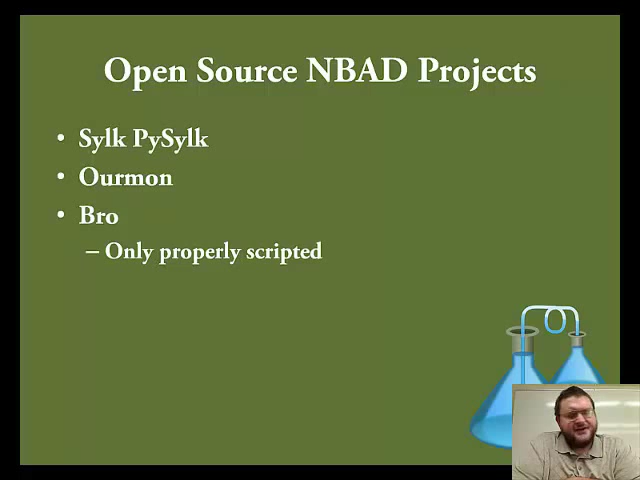 Open Source NBAD Projects
• Sylk PySylk
• Ourmon
• Bro
– Only properly scripted